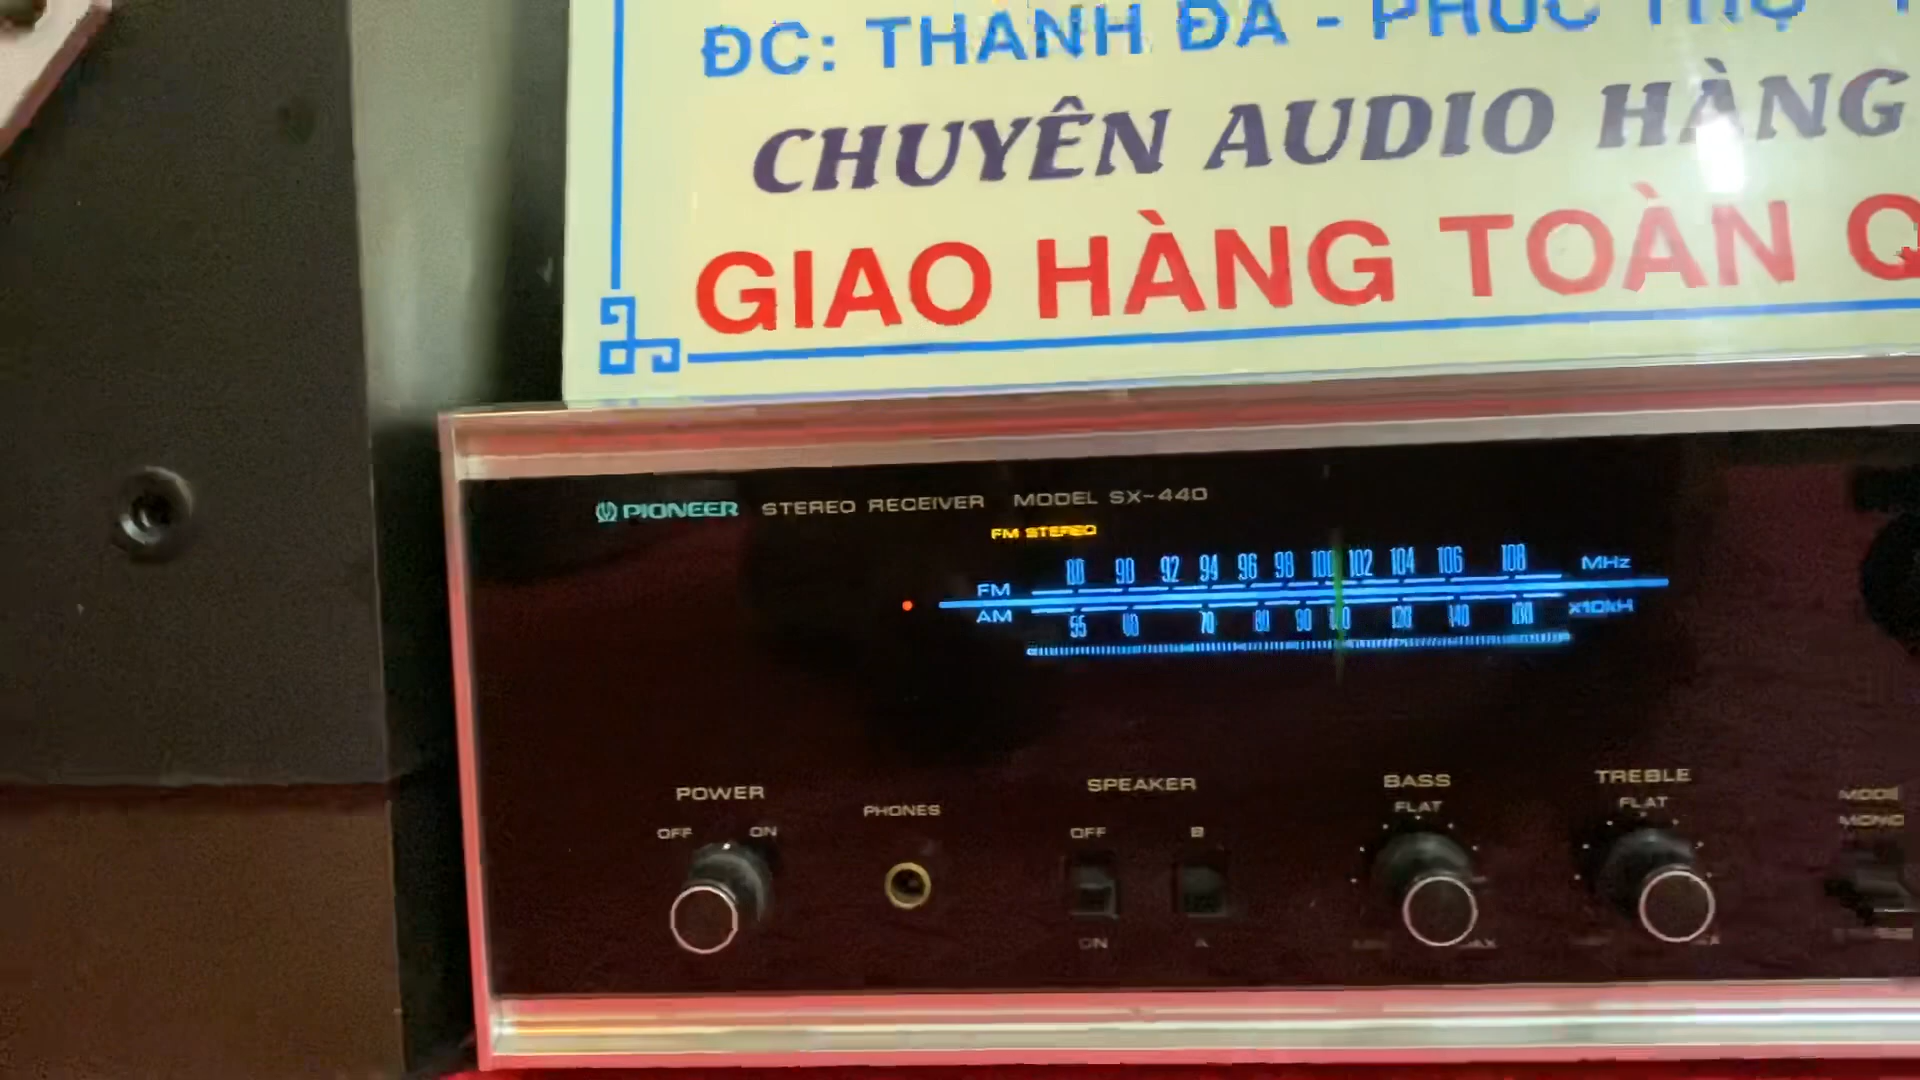 ĐC: THANH ĐA - PHÚC THỌ -
CHUYÊN AUDIO HÀNG
GIAO HÀNG TOÀN Q
PIONEER STEREO RECEIVER MODEL SX-440
FM STEREO
88 90 92 94 96 98 100 102 104 106 108 MHz
FM
AM
55 60 70 80 90 100 120 140 160
POWER
OFF ON
PHONES
SPEAKER
OFF B
ON A
BASS
FLAT
TREBLE
FLAT
MODE
MONO